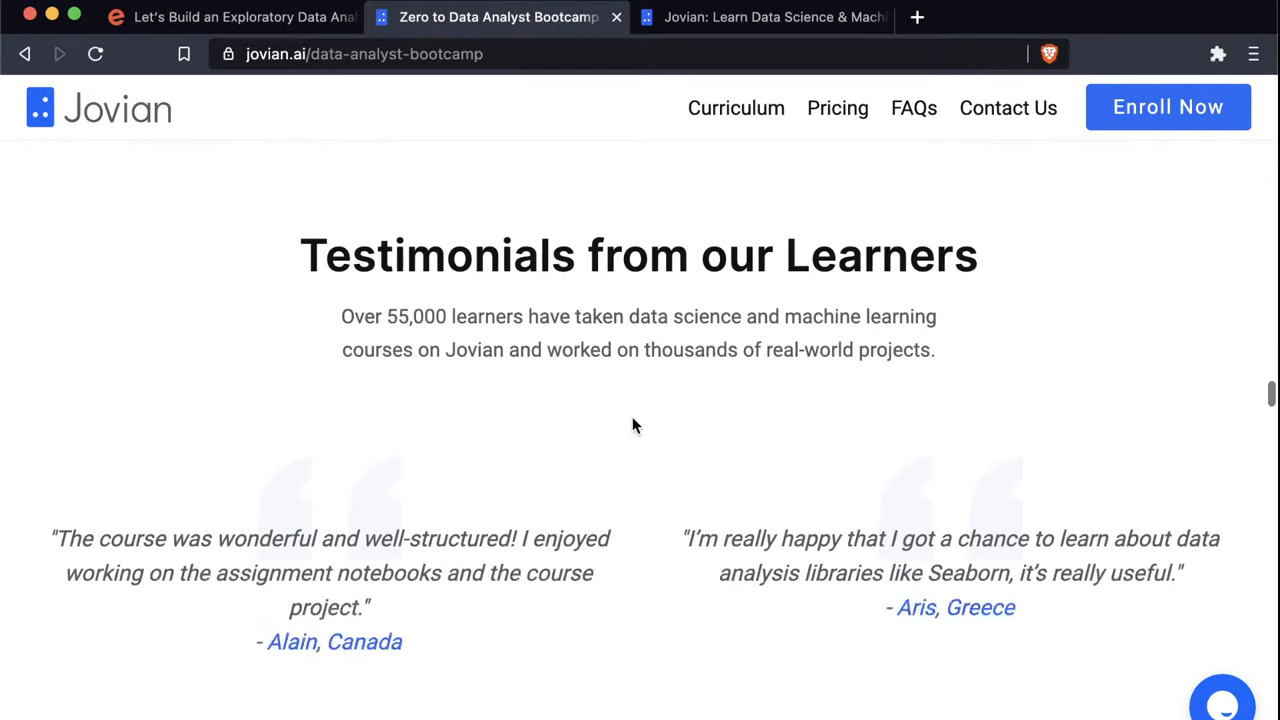 Let's Build an Exploratory Data Ana
Zero to Data Analyst Bootcamp
Jovian: Learn Data Science & Machi
jovian.ai/data-analyst-bootcamp
Jovian
Curriculum
Pricing
FAQs
Contact Us
Enroll Now
Testimonials from our Learners
Over 55,000 learners have taken data science and machine learning
courses on Jovian and worked on thousands of real-world projects.
"The course was wonderful and well-structured! I enjoyed
working on the assignment notebooks and the course
project."
- Alain, Canada
"I'm really happy that I got a chance to learn about data
analysis libraries like Seaborn, it's really useful."
- Aris, Greece